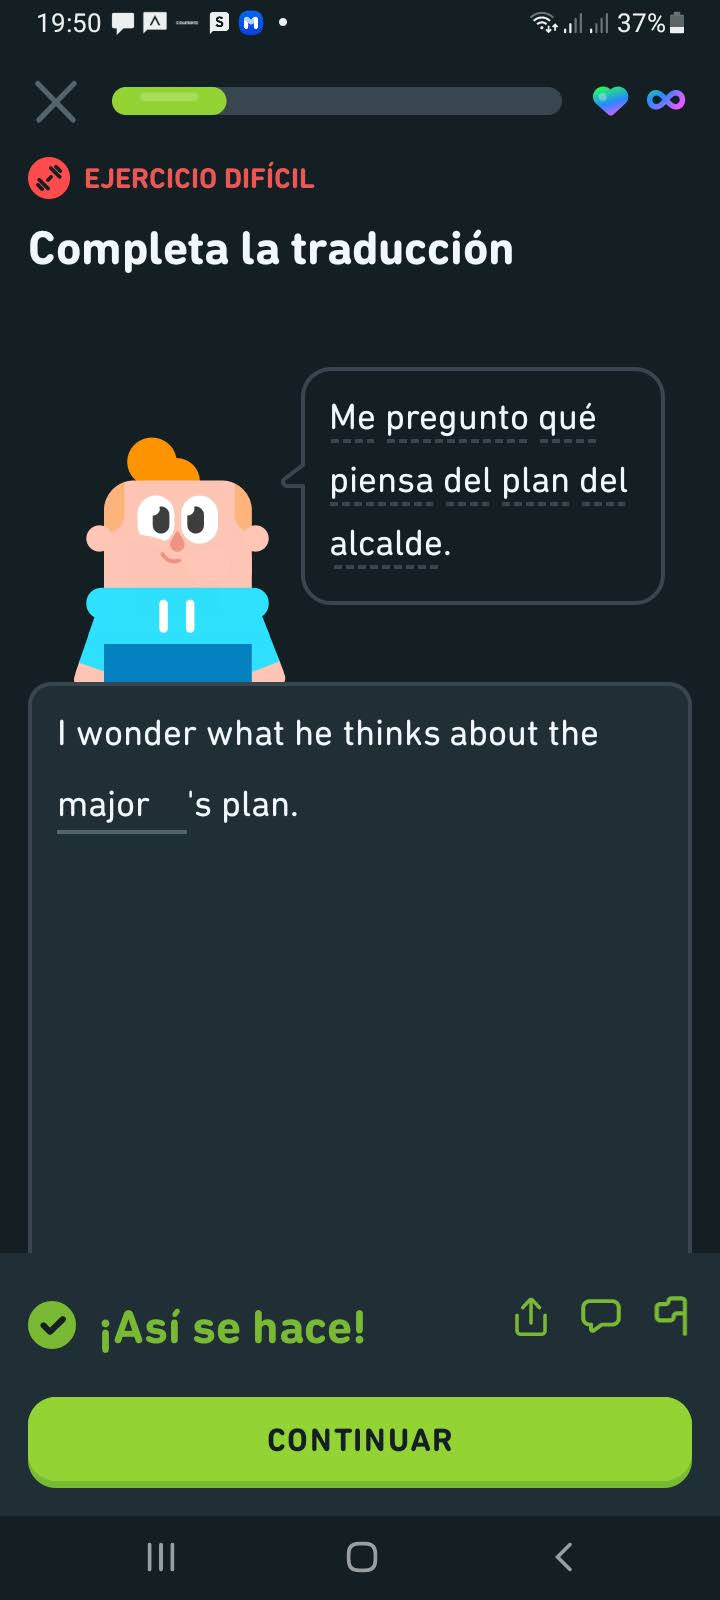 19:50
37%
EJERCICIO DIFÍCIL
Completa la traducción
Me pregunto qué
piensa del plan del
alcalde.
I wonder what he thinks about the
major 's plan.
¡Así se hace!
CONTINUAR